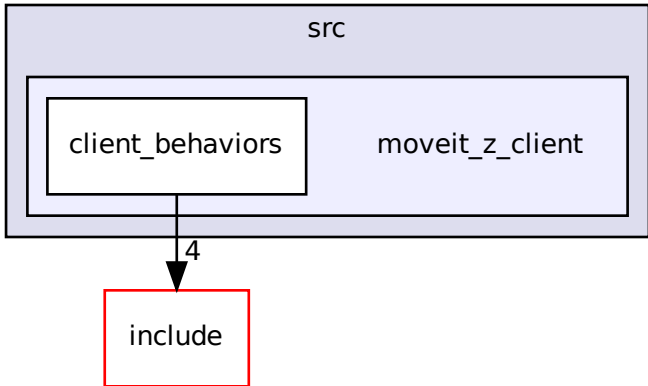 src
client_behaviors
moveit_z_client
4
include